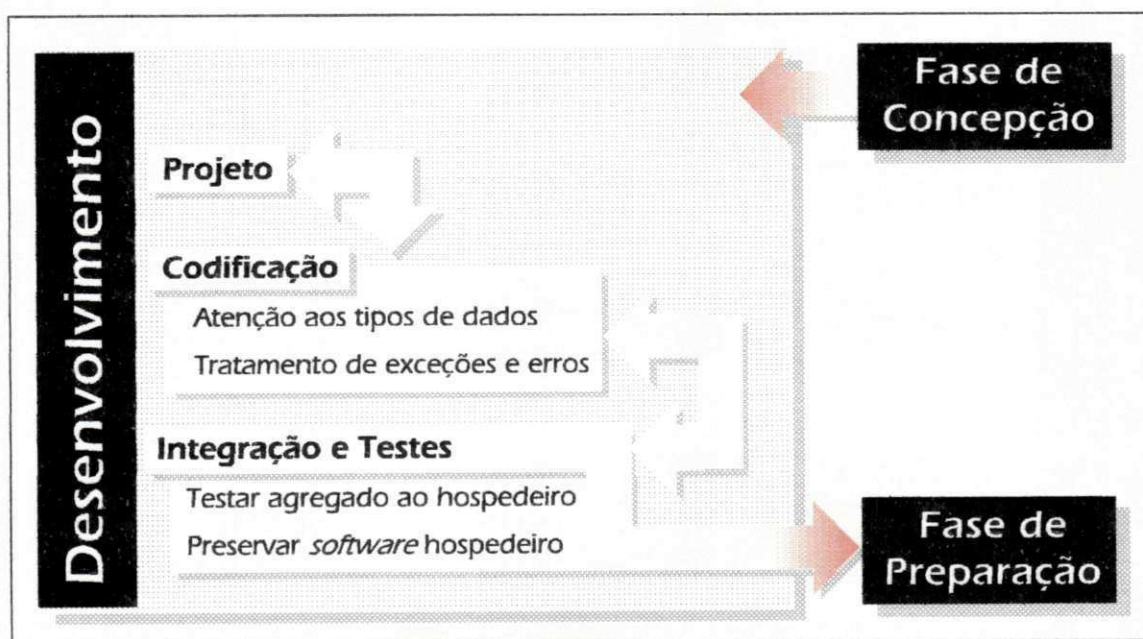 Desenvolvimento
Fase de
Concepção
Projeto
Codificação
Atenção aos tipos de dados
Tratamento de exceções e erros
Integração e Testes
Testar agregado ao hospedeiro
Preservar software hospedeiro
Fase de
Preparação